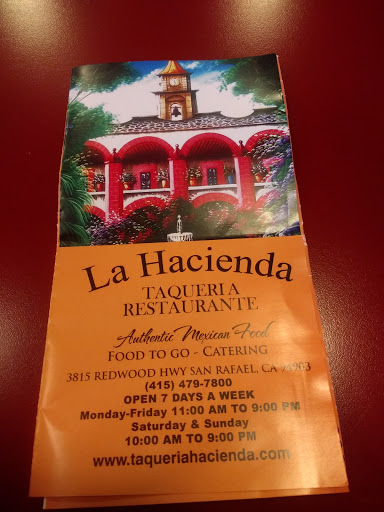 La Hacienda
TAQUERIA
RESTAURANTE
Authentic Mexican Food
FOOD TO GO - CATERING
3815 REDWOOD HWY SAN RAFAEL, CA 94903
(415) 479-7800
OPEN 7 DAYS A WEEK
Monday-Friday 11:00 AM TO 9:00 PM
Saturday & Sunday
10:00 AM TO 9:00 PM
www.taqueriahacienda.com